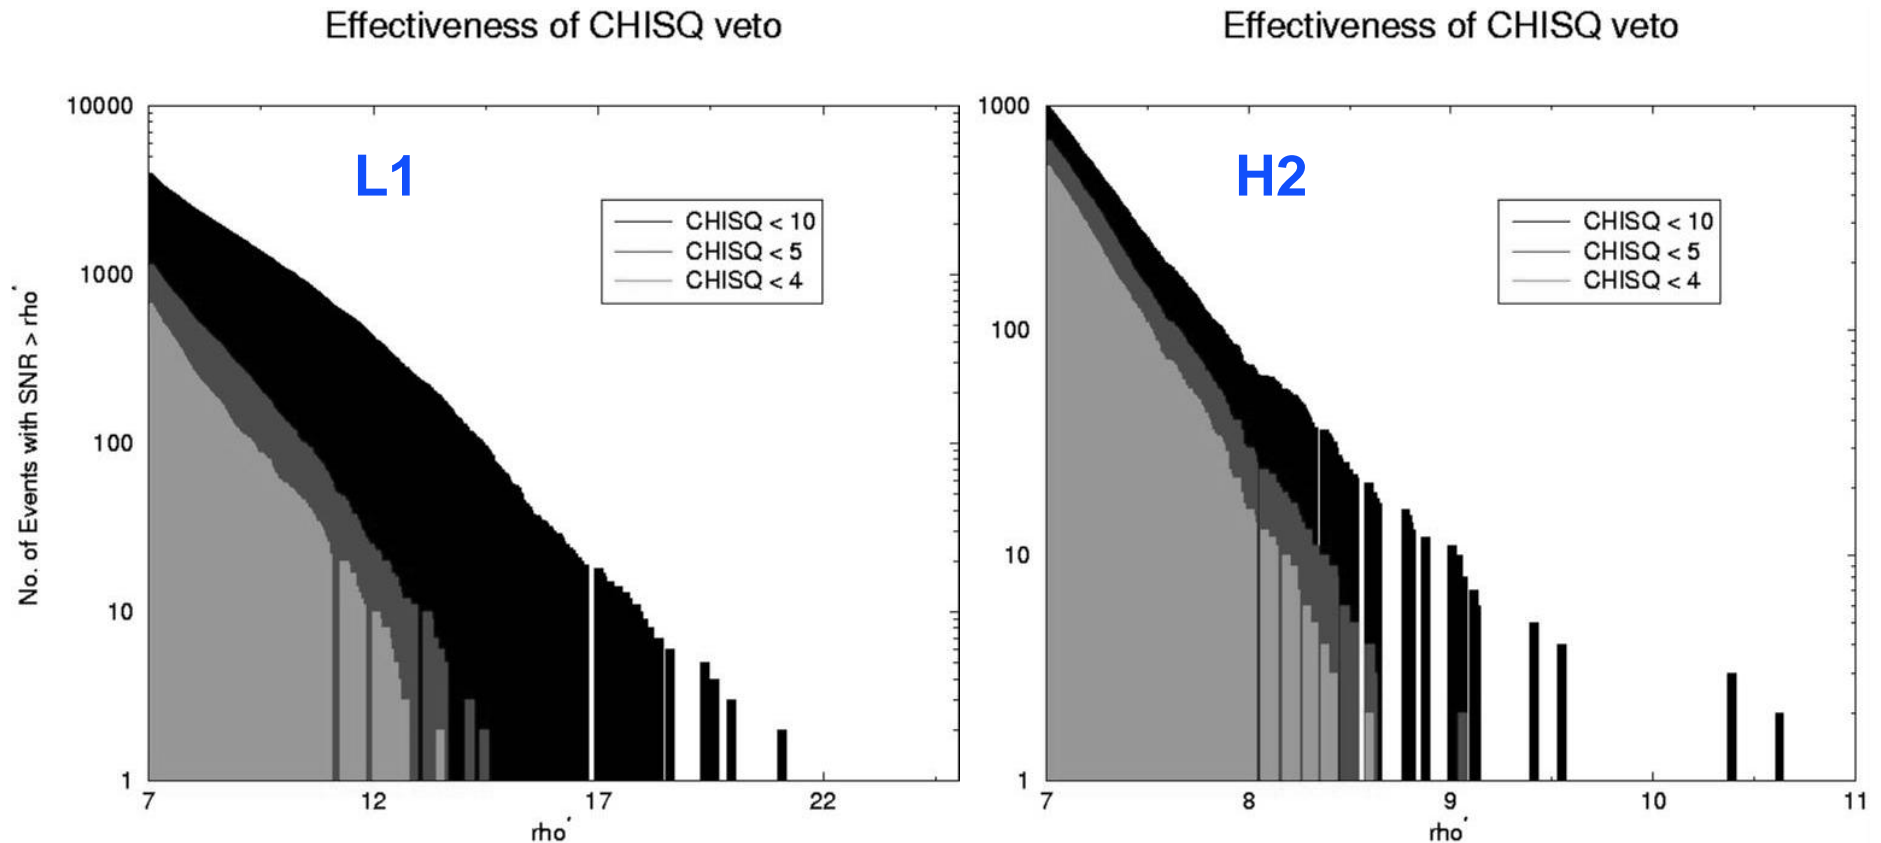 Effectiveness of CHISQ veto
10000
1000
100
10
1
No. of Events with SNR > rho*
L1
CHISQ < 10
CHISQ < 5
CHISQ < 4
7 12 17 22
rho*
Effectiveness of CHISQ veto
1000
100
10
1
H2
CHISQ < 10
CHISQ < 5
CHISQ < 4
7 8 9 10 11
rho*